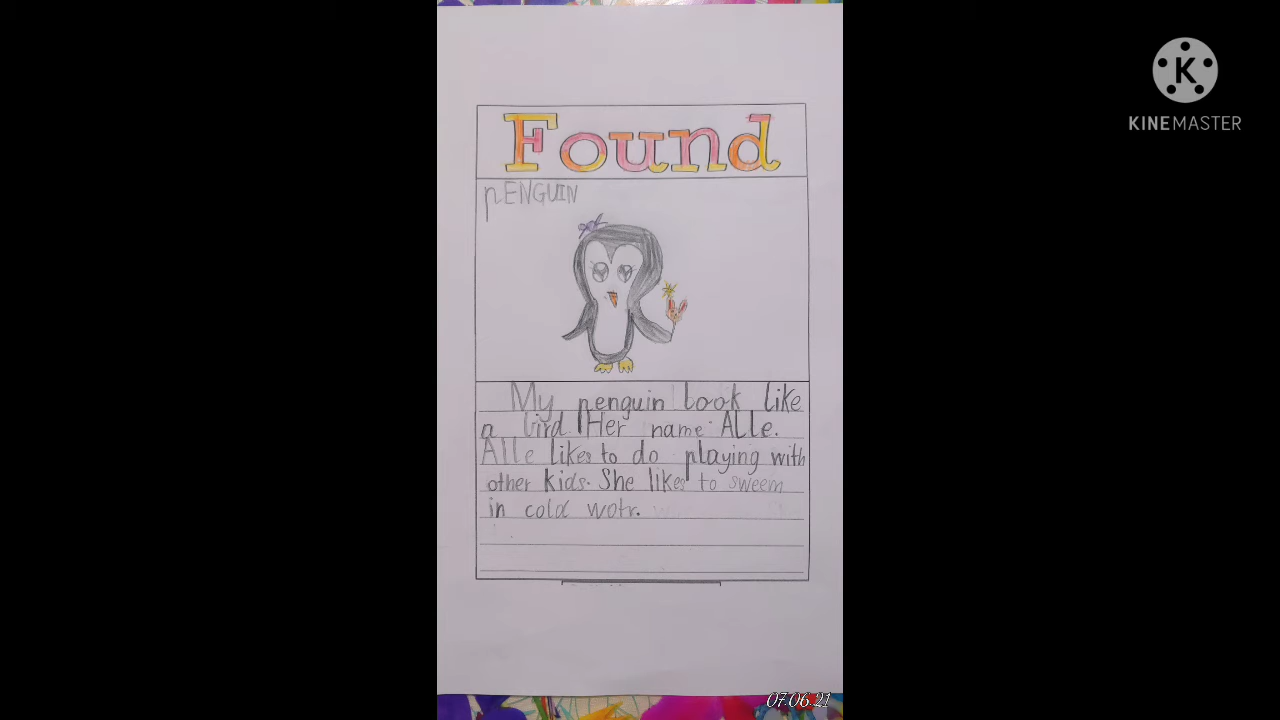 Found
pENGUIN
My penguin look like
a bird. Her name Alle.
Alle likes to do playing with
other kids. She likes to sweem
in cold wotr.
K
KINEMASTER
07.06.21